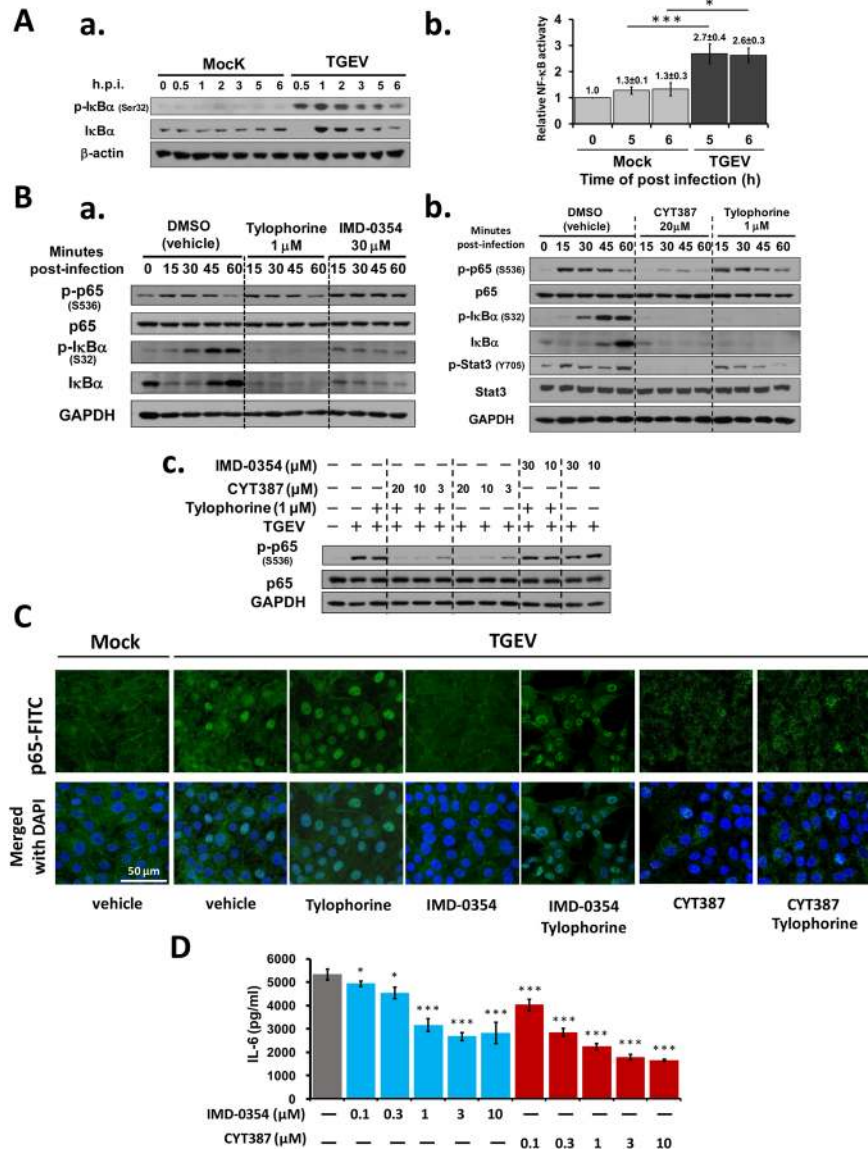 A
a.
MocK TGEV
h.p.i. 0 0.5 1 2 3 5 6 0.5 1 2 3 5 6
p-IκBα (Ser32)
IκBα
β-actin
b.
* * *
*
Relative NF-κB activaty
4
3
2
1
0
1.0
1.3±0.1
1.3±0.3
2.7±0.4
2.6±0.3
0 5 6 5 6
Mock TGEV
Time of post infection (h)
B
a.
DMSO (vehicle)
Tylophorine 1 μM
IMD-0354 30 μM
Minutes post-infection
0 15 30 45 60 15 30 45 60 15 30 45 60
p-p65 (S536)
p65
p-IκBα (S32)
IκBα
GAPDH
b.
DMSO (vehicle)
CYT387 20μM
Tylophorine 1 μM
Minutes post-infection
0 15 30 45 60 15 30 45 60 15 30 45 60
p-p65 (S536)
p65
p-IκBα (S32)
IκBα
p-Stat3 (Y705)
Stat3
GAPDH
c.
IMD-0354 (μM) — — — — — — — — — 30 10 30 10
CYT387 (μM) — — — 20 10 3 20 10 3 — — — —
Tylophorine (1 μM) — — + + + + — — — + + — —
TGEV — + + + + + + + + + + + +
p-p65 (S536)
p65
GAPDH
C
Mock TGEV
p65-FITC
Merged with DAPI
50 μm
vehicle
vehicle
Tylophorine
IMD-0354
IMD-0354 Tylophorine
CYT387
CYT387 Tylophorine
D
IL-6 (pg/ml)
6000
5000
4000
3000
2000
1000
0
* * * * * * * * * * * * * * * * * * * * * * * * * *
IMD-0354 (μM) — 0.1 0.3 1 3 10 — — — — —
CYT387 (μM) — — — — — — 0.1 0.3 1 3 10